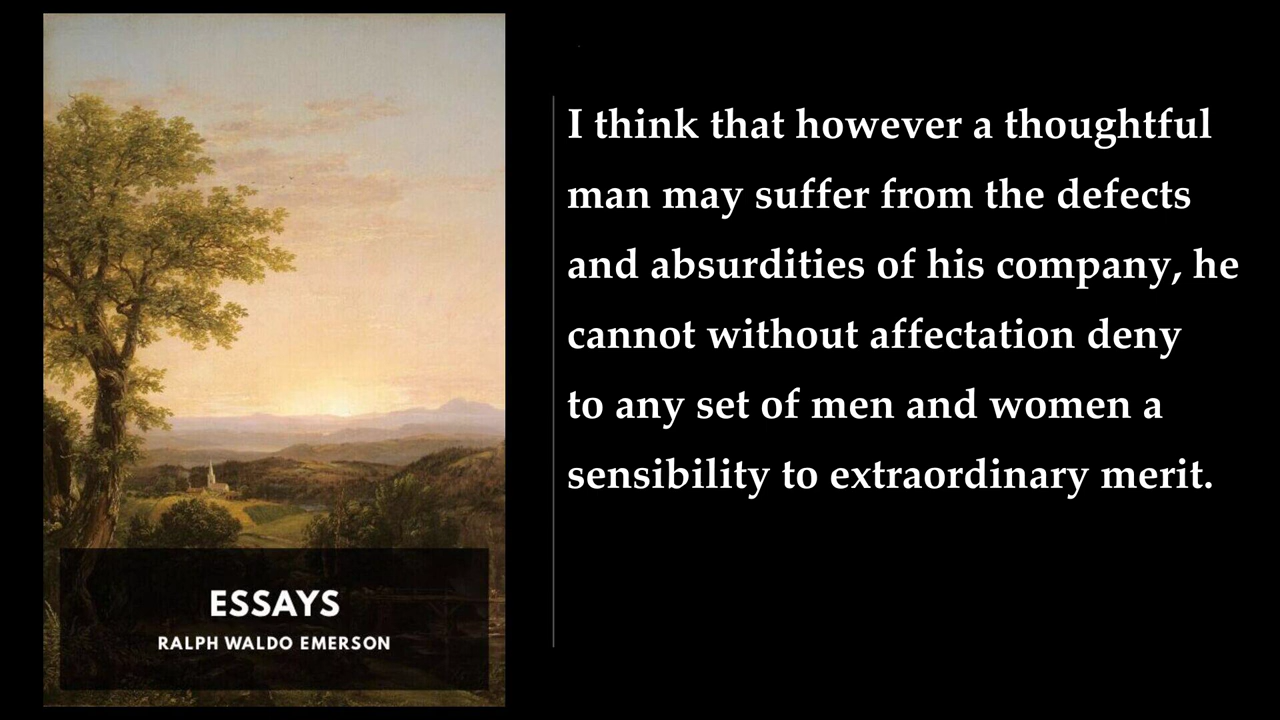 I think that however a thoughtful
man may suffer from the defects
and absurdities of his company, he
cannot without affectation deny
to any set of men and women a
sensibility to extraordinary merit.
ESSAYS
RALPH WALDO EMERSON